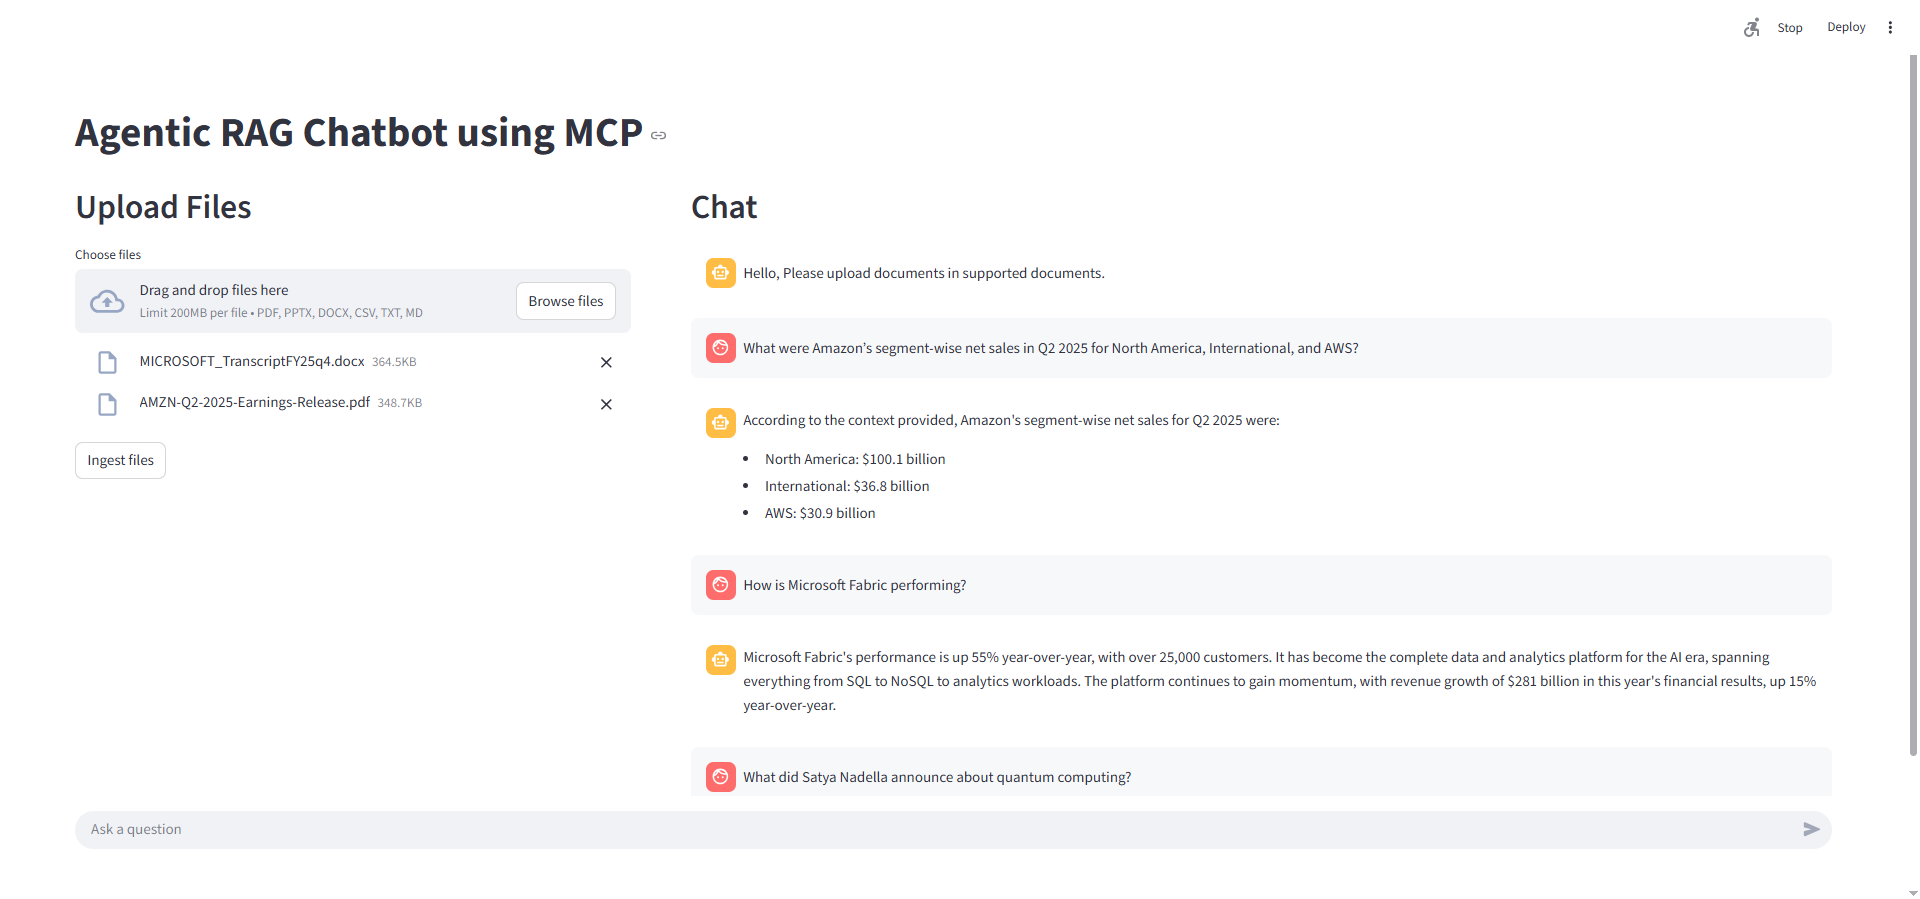 Stop
Deploy
Agentic RAG Chatbot using MCP
Upload Files
Choose files
Drag and drop files here
Limit 200MB per file • PDF, PPTX, DOCX, CSV, TXT, MD
Browse files
MICROSOFT_TranscriptFY25q4.docx 364.5KB
AMZN-Q2-2025-Earnings-Release.pdf 348.7KB
Ingest files
Chat
Hello, Please upload documents in supported documents.
What were Amazon’s segment-wise net sales in Q2 2025 for North America, International, and AWS?
According to the context provided, Amazon's segment-wise net sales for Q2 2025 were:
• North America: $100.1 billion
• International: $36.8 billion
• AWS: $30.9 billion
How is Microsoft Fabric performing?
Microsoft Fabric's performance is up 55% year-over-year, with over 25,000 customers. It has become the complete data and analytics platform for the AI era, spanning
everything from SQL to NoSQL to analytics workloads. The platform continues to gain momentum, with revenue growth of $281 billion in this year's financial results, up 15%
year-over-year.
What did Satya Nadella announce about quantum computing?
Ask a question